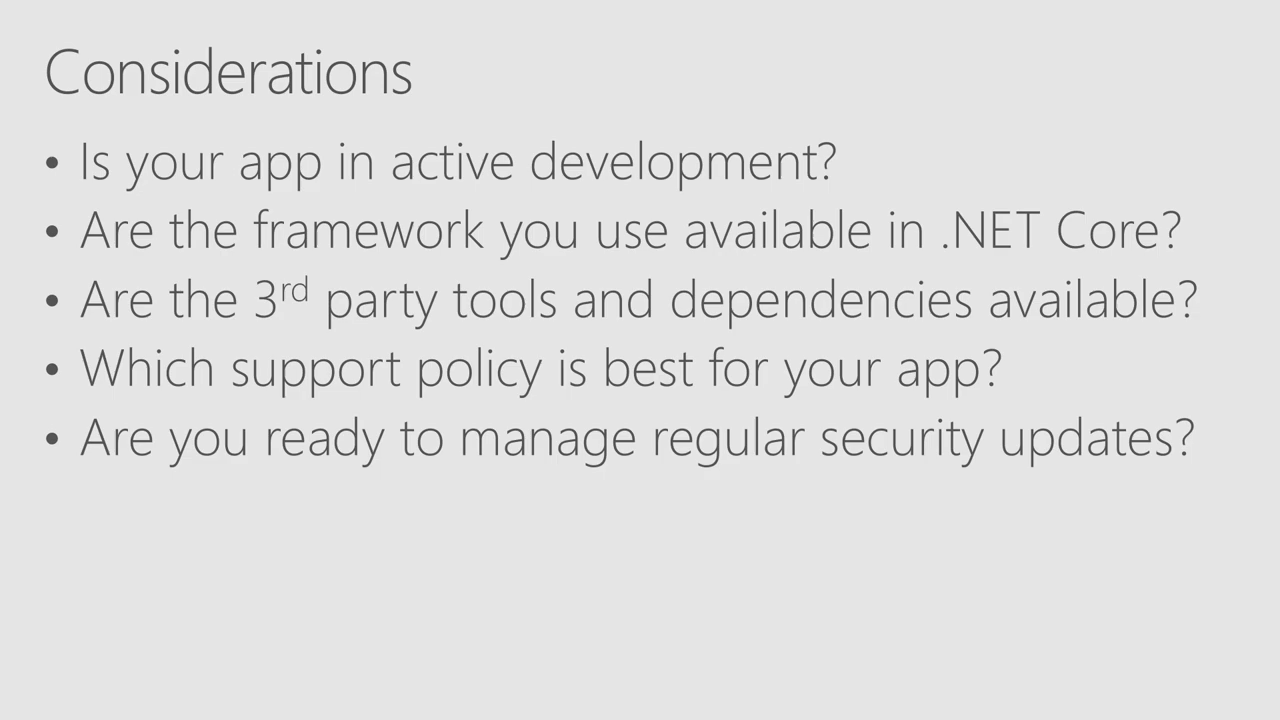 Considerations
• Is your app in active development?
• Are the framework you use available in .NET Core?
• Are the 3rd party tools and dependencies available?
• Which support policy is best for your app?
• Are you ready to manage regular security updates?